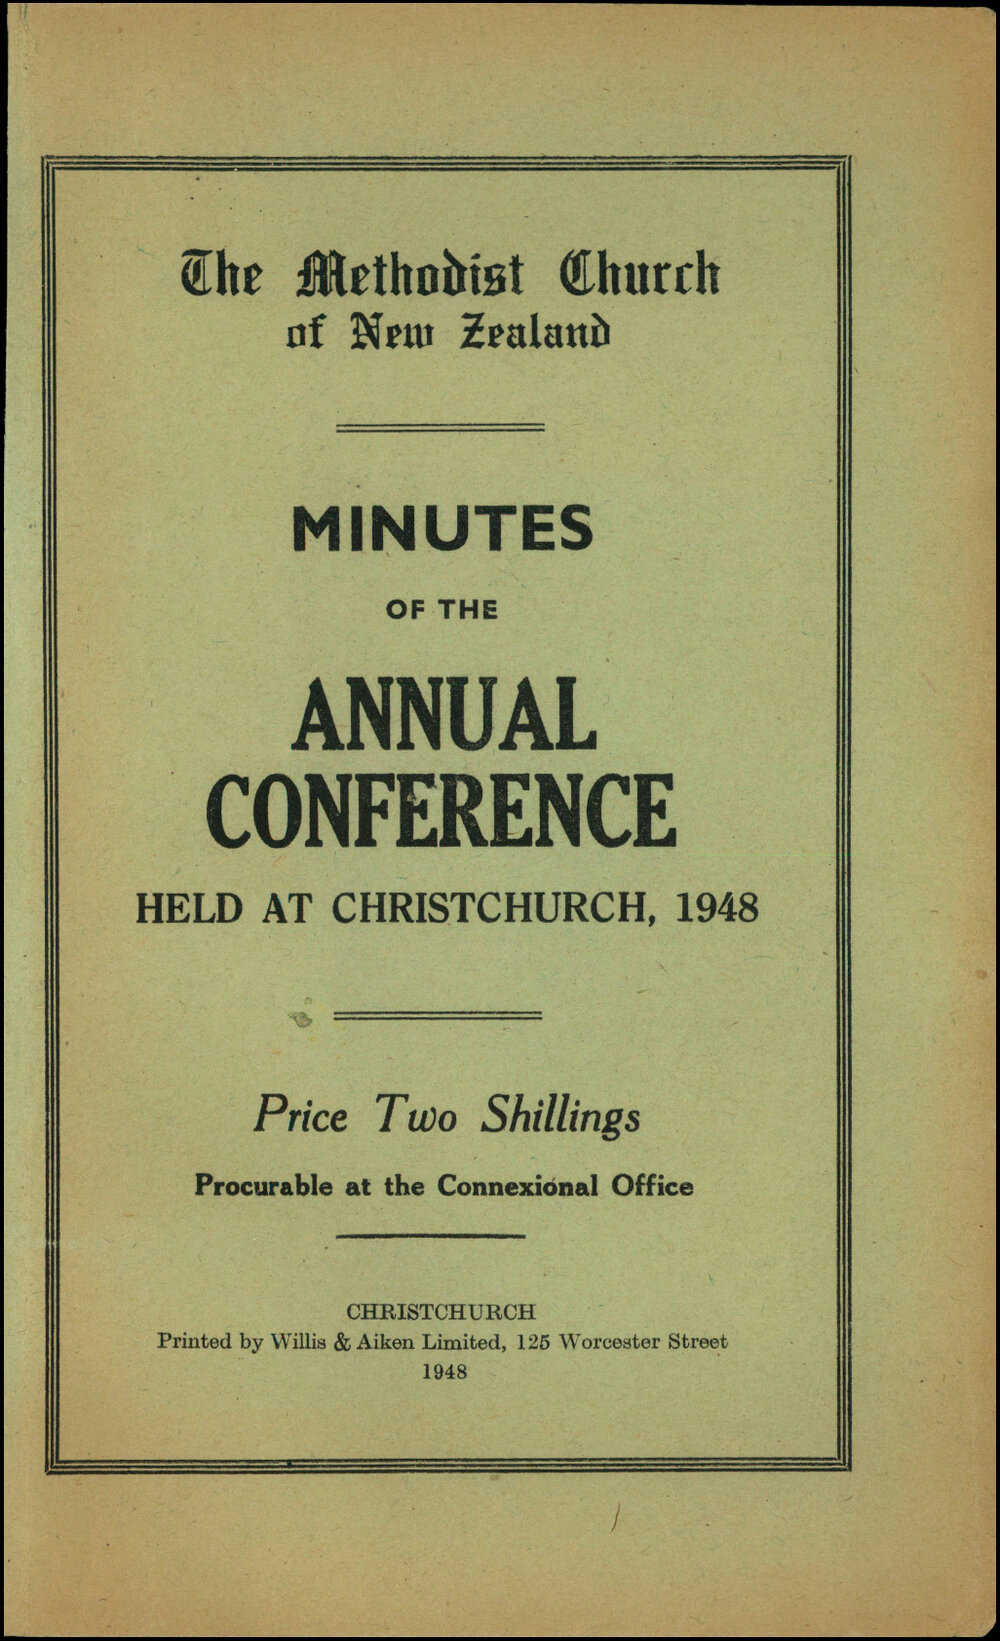 The Methodist Church
of New Zealand
MINUTES
OF THE
ANNUAL
CONFERENCE
HELD AT CHRISTCHURCH, 1948
Price Two Shillings
Procurable at the Connexional Office
CHRISTCHURCH
Printed by Willis & Aiken Limited, 125 Worcester Street
1948